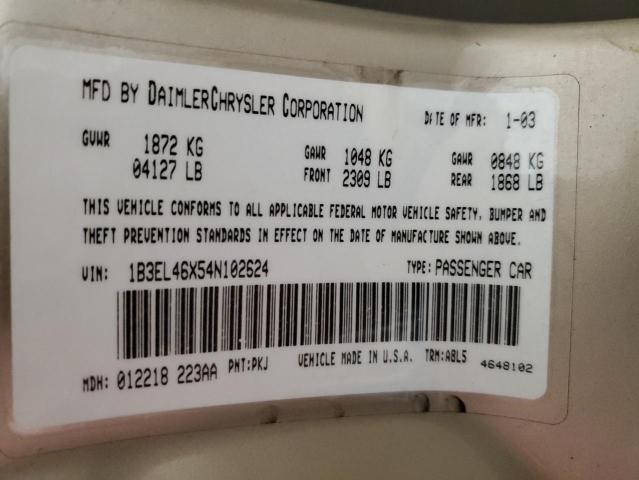 MFD BY DAIMLERCHRYSLER CORPORATION DATE OF MFR: 1-03
GVWR 1872 KG GAWR 1048 KG GAWR 0848 KG
04127 LB FRONT 2309 LB REAR 1868 LB
THIS VEHICLE CONFORMS TO ALL APPLICABLE FEDERAL MOTOR VEHICLE SAFETY, BUMPER AND
THEFT PREVENTION STANDARDS IN EFFECT ON THE DATE OF MANUFACTURE SHOWN ABOVE.
VIN: 1B3EL46X54N102624 TYPE: PASSENGER CAR
MDH: 012218 223AA PNT:PKJ VEHICLE MADE IN U.S.A. TRM:ABL5 4648102